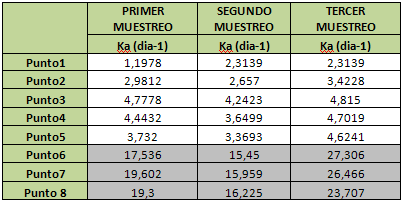 PRIMER MUESTREO SEGUNDO MUESTREO TERCER MUESTREO
Ka (dia-1) Ka (dia-1) Ka (dia-1)
Punto1 1,1978 2,3139 2,3139
Punto2 2,9812 2,657 3,4228
Punto3 4,7778 4,2423 4,815
Punto4 4,4432 3,6499 4,7019
Punto5 3,732 3,3693 4,6241
Punto6 17,536 15,45 27,306
Punto7 19,602 15,959 26,466
Punto 8 19,3 16,225 23,707